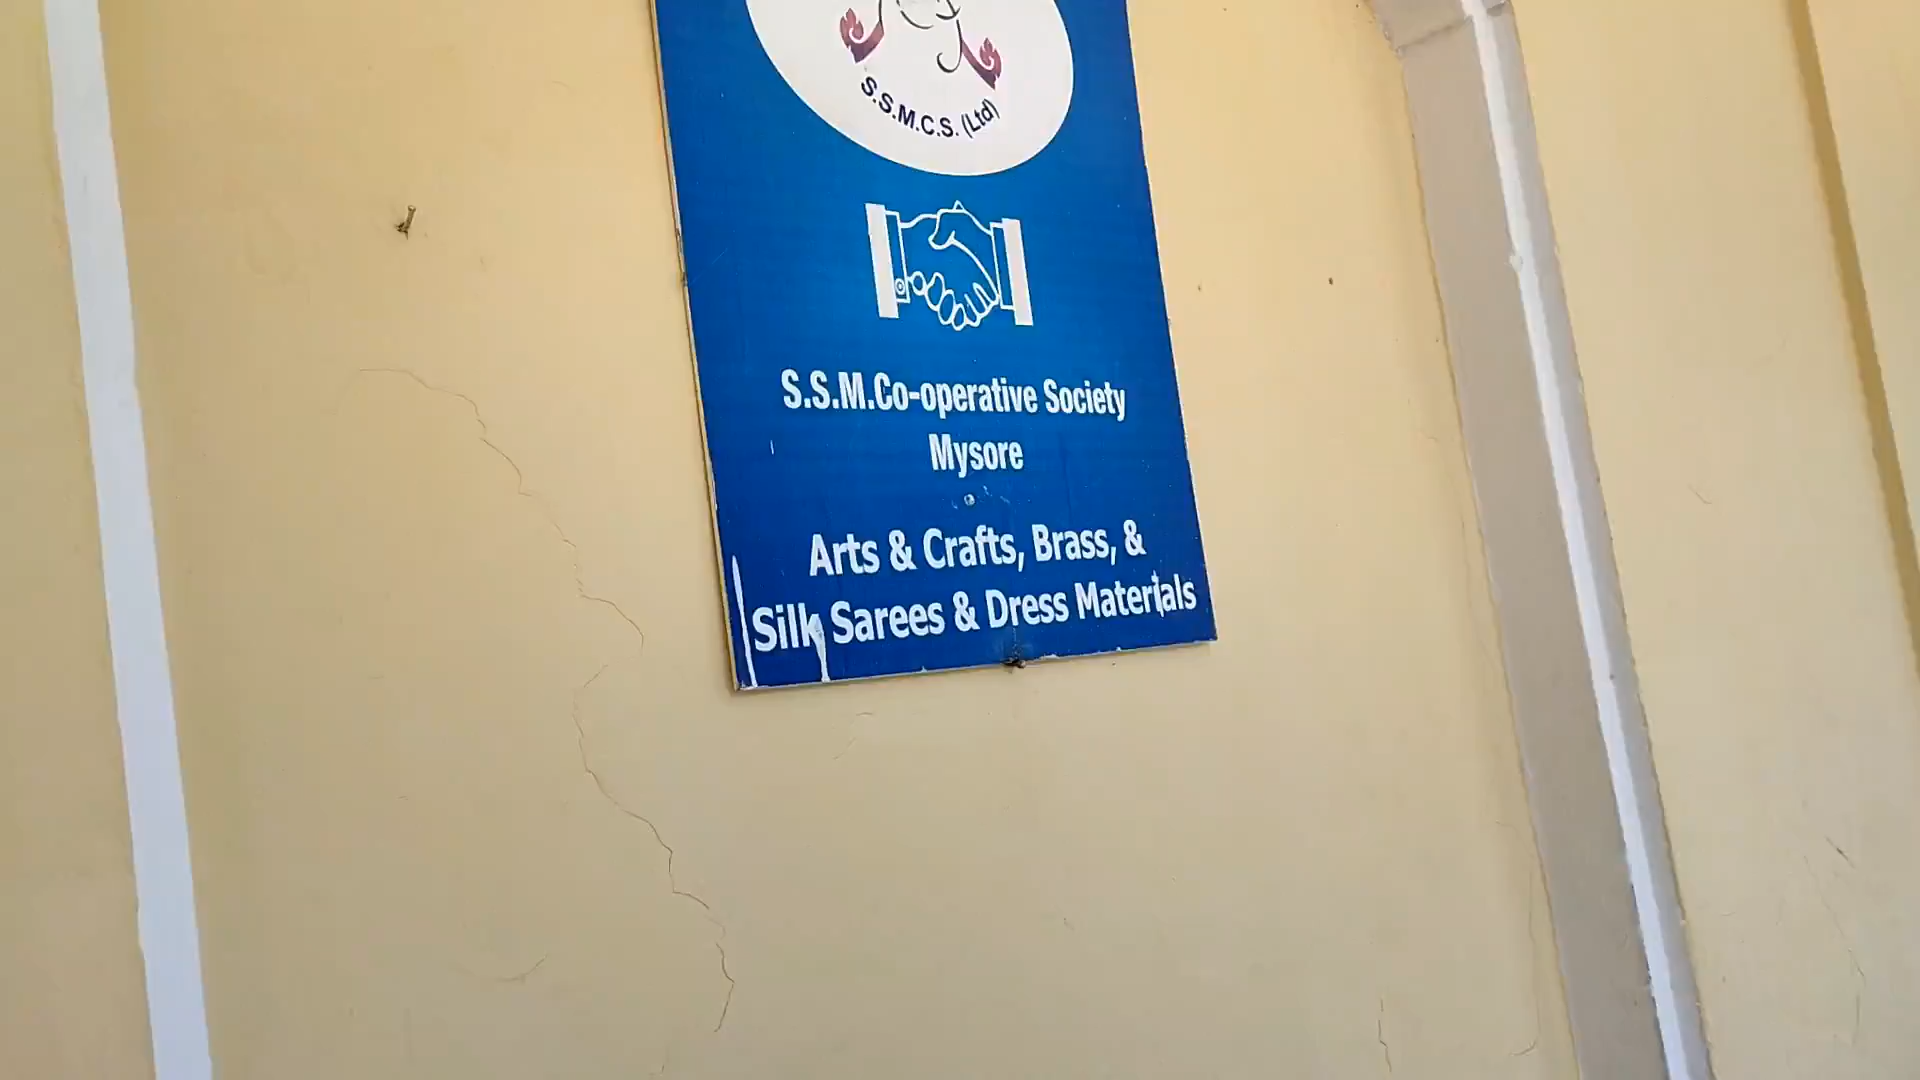 S.S.M.C.S. (Ltd)
S.S.M.Co-operative Society
Mysore
Arts & Crafts, Brass, &
Silk Sarees & Dress Materials